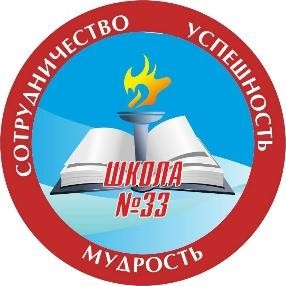 СОТРУДНИЧЕСТВО
УСПЕШНОСТЬ
ШКОЛА
№33
МУДРОСТЬ